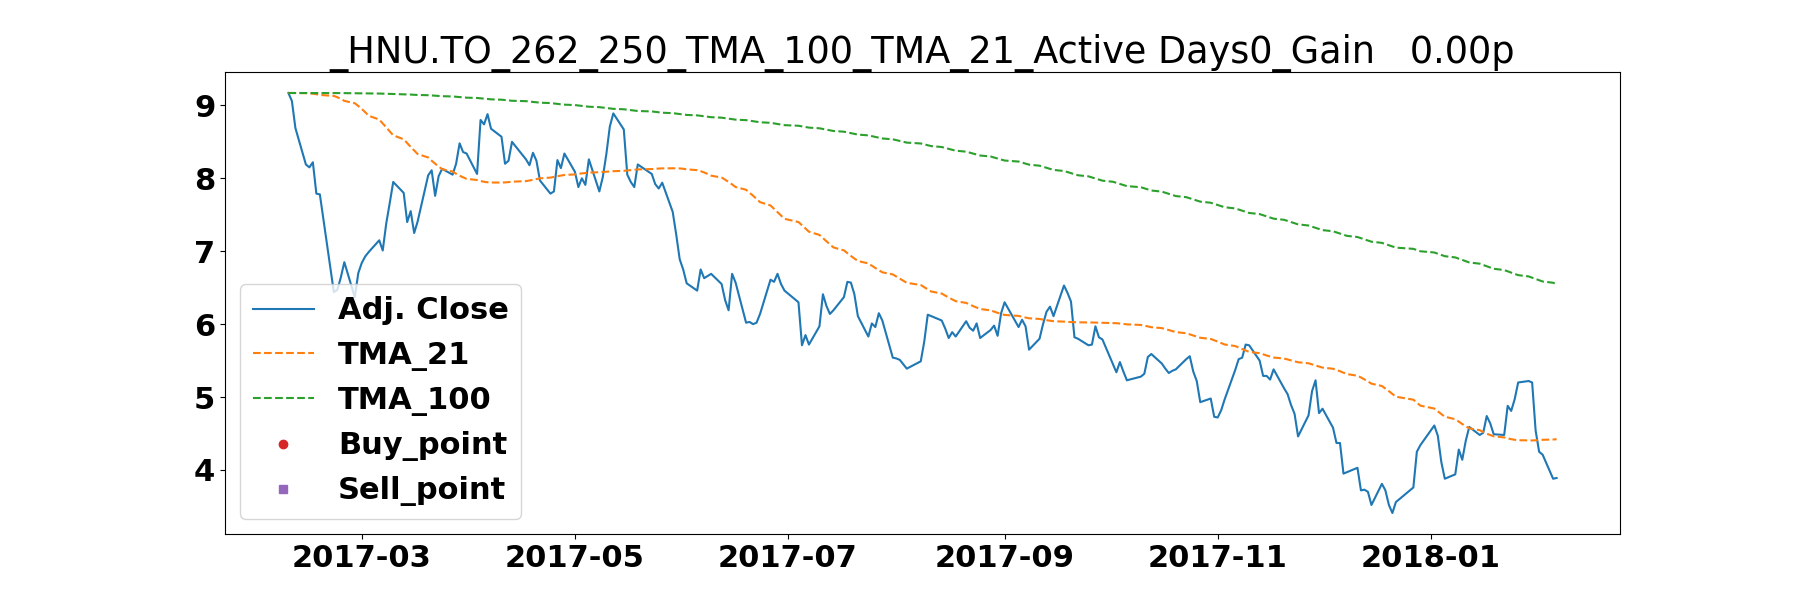 _HNU.TO_262_250_TMA_100_TMA_21_Active Days0_Gain   0.00p
9
8
7
6
5
4
Adj. Close
TMA_21
TMA_100
Buy_point
Sell_point
2017-03 2017-05 2017-07 2017-09 2017-11 2018-01